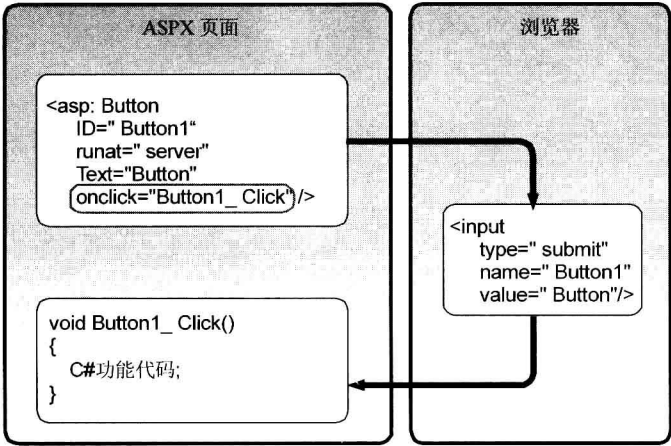 ASPX 页面
<asp: Button
ID=" Button1“
runat=" server"
Text="Button"
onclick="Button1_ Click"/>
void Button1_ Click()
{
C#功能代码;
}
浏览器
<input
type=" submit"
name=" Button1"
value=" Button"/>